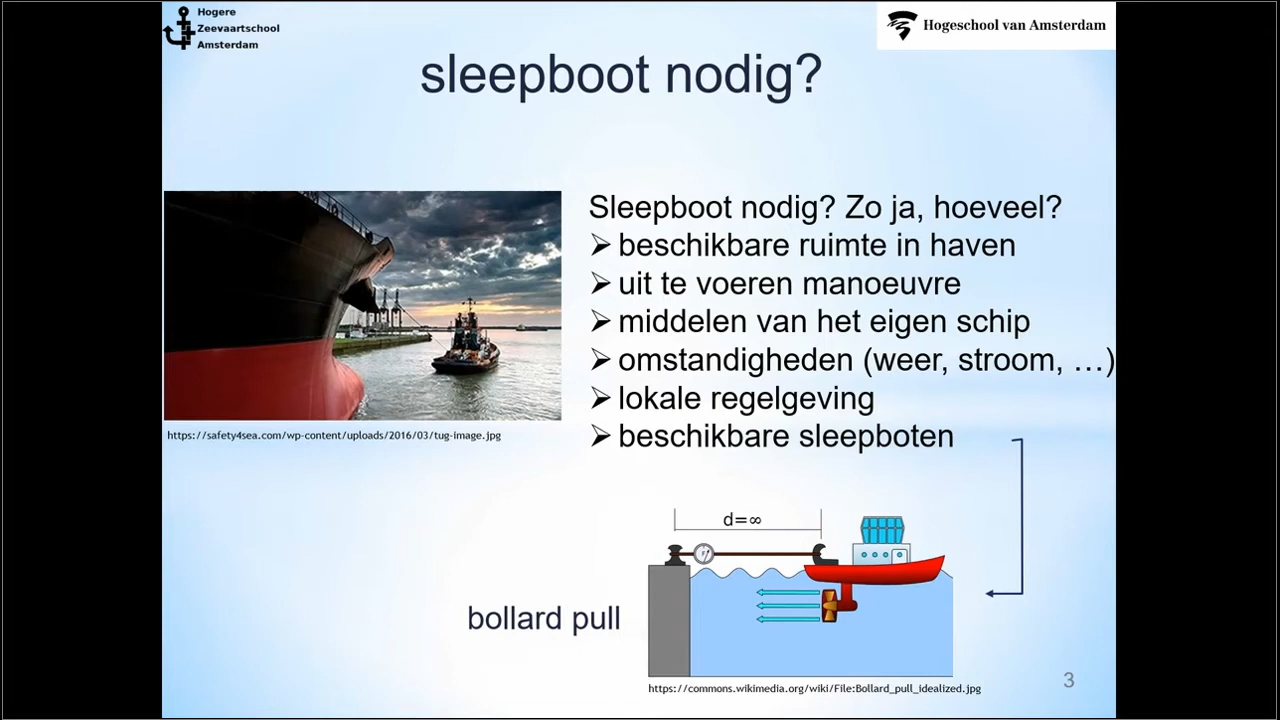 Hogere
Zeevaartschool
Amsterdam
Hogeschool van Amsterdam
sleepboot nodig?
Sleepboot nodig? Zo ja, hoeveel?
➢ beschikbare ruimte in haven
➢ uit te voeren manoeuvre
➢ middelen van het eigen schip
➢ omstandigheden (weer, stroom, …)
➢ lokale regelgeving
➢ beschikbare sleepboten
https://safety4sea.com/wp-content/uploads/2016/03/tug-image.jpg
d=∞
F
bollard pull
https://commons.wikimedia.org/wiki/File:Bollard_pull_idealized.jpg
3